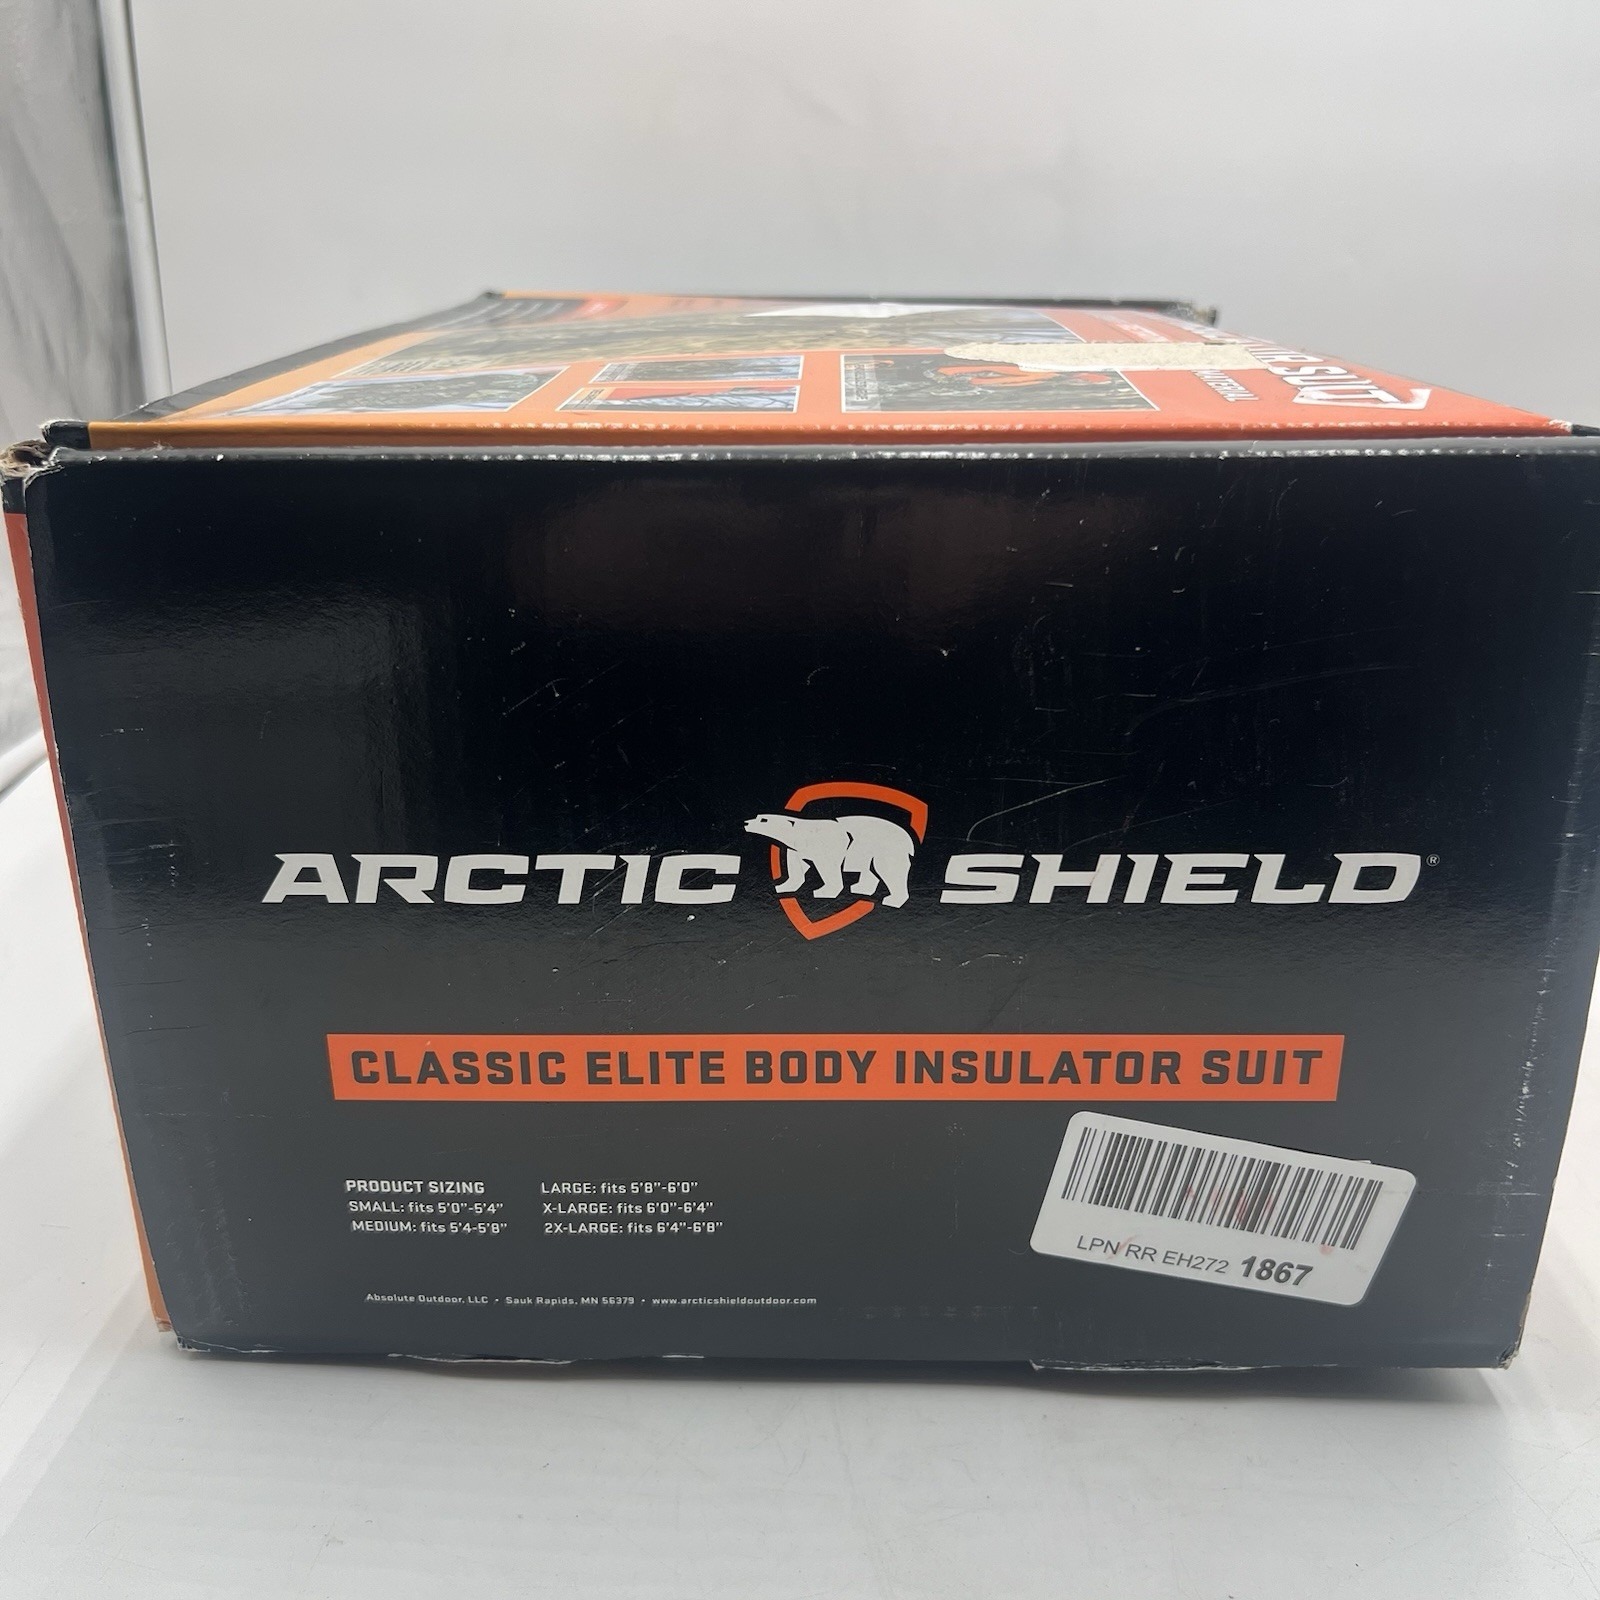 SUIT
MATERIAL
ARCTIC SHIELD®
CLASSIC ELITE BODY INSULATOR SUIT
PRODUCT SIZING
SMALL: fits 5'0"-5'4"
MEDIUM: fits 5'4-5'8"
LARGE: fits 5'8"-6'0"
X-LARGE: fits 6'0"-6'4"
2X-LARGE: fits 6'4"-6'8"
Absolute Outdoor, LLC • Sauk Rapids, MN 56379 • www.arcticshieldoutdoor.com
LPN RR EH272 1867